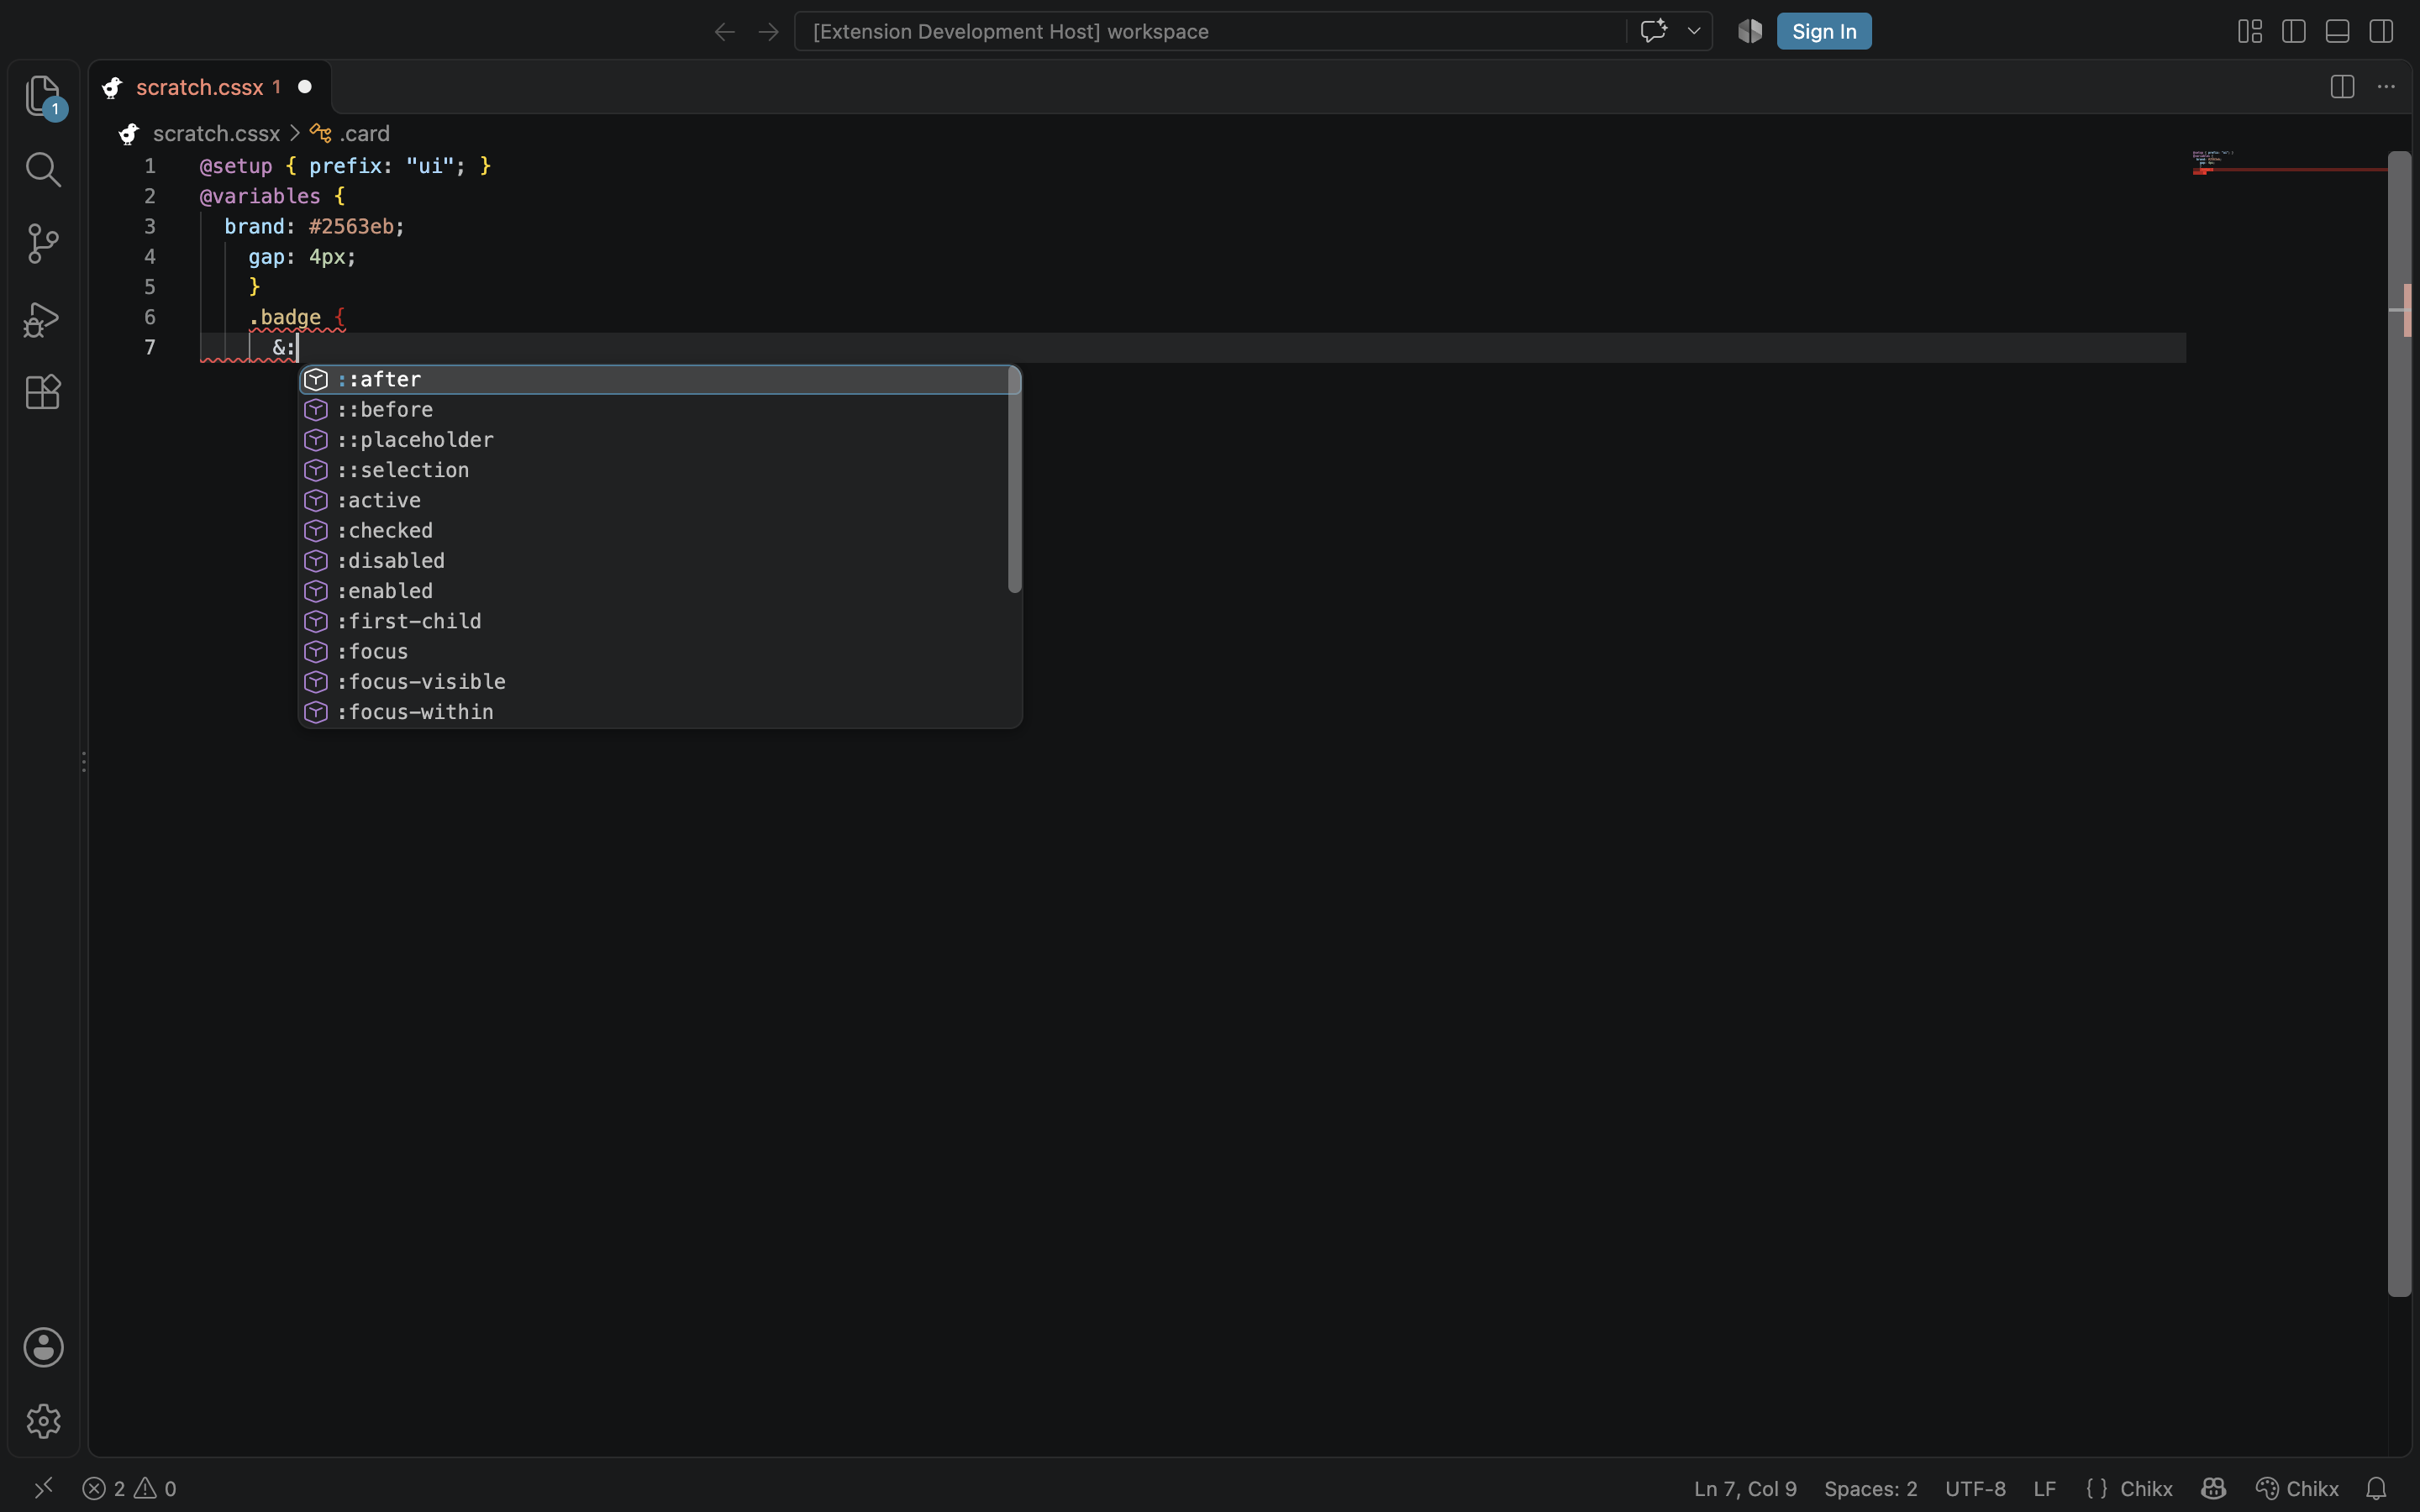 [Extension Development Host] workspace
Sign In
1
scratch.cssx 1
scratch.cssx > .card
1 @setup { prefix: "ui"; }
2 @variables {
3 brand: #2563eb;
4 gap: 4px;
5 }
6 .badge {
7 &:
::after
::before
::placeholder
::selection
:active
:checked
:disabled
:enabled
:first-child
:focus
:focus-visible
:focus-within
2 0
Ln 7, Col 9 Spaces: 2 UTF-8 LF { } Chikx Chikx